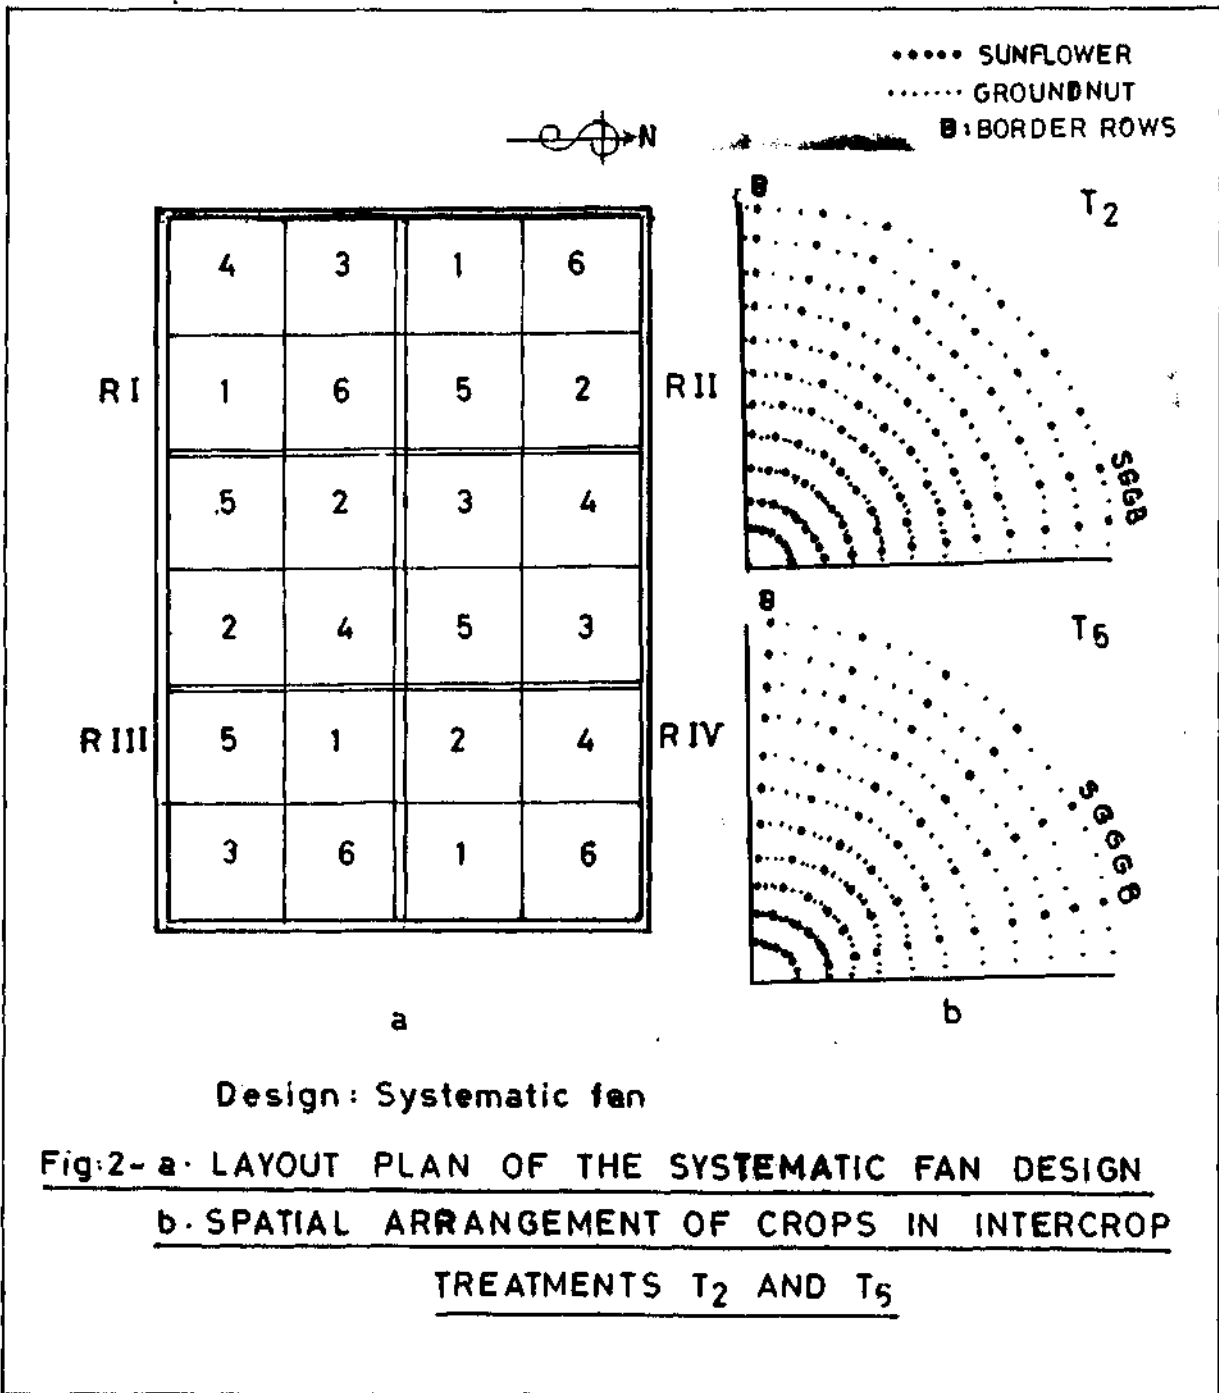 SUNFLOWER
GROUNDNUT
B: BORDER ROWS
N
B
T2
4 3 1 6
R I 1 6 5 2 R II
5 2 3 4
SGGB
B
T5
2 4 5 3
R III 5 1 2 4 R IV
SGGGB
3 6 1 6
a
b
Design: Systematic fan
Fig:2- a. LAYOUT PLAN OF THE SYSTEMATIC FAN DESIGN
b. SPATIAL ARRANGEMENT OF CROPS IN INTERCROP
TREATMENTS T2 AND T5